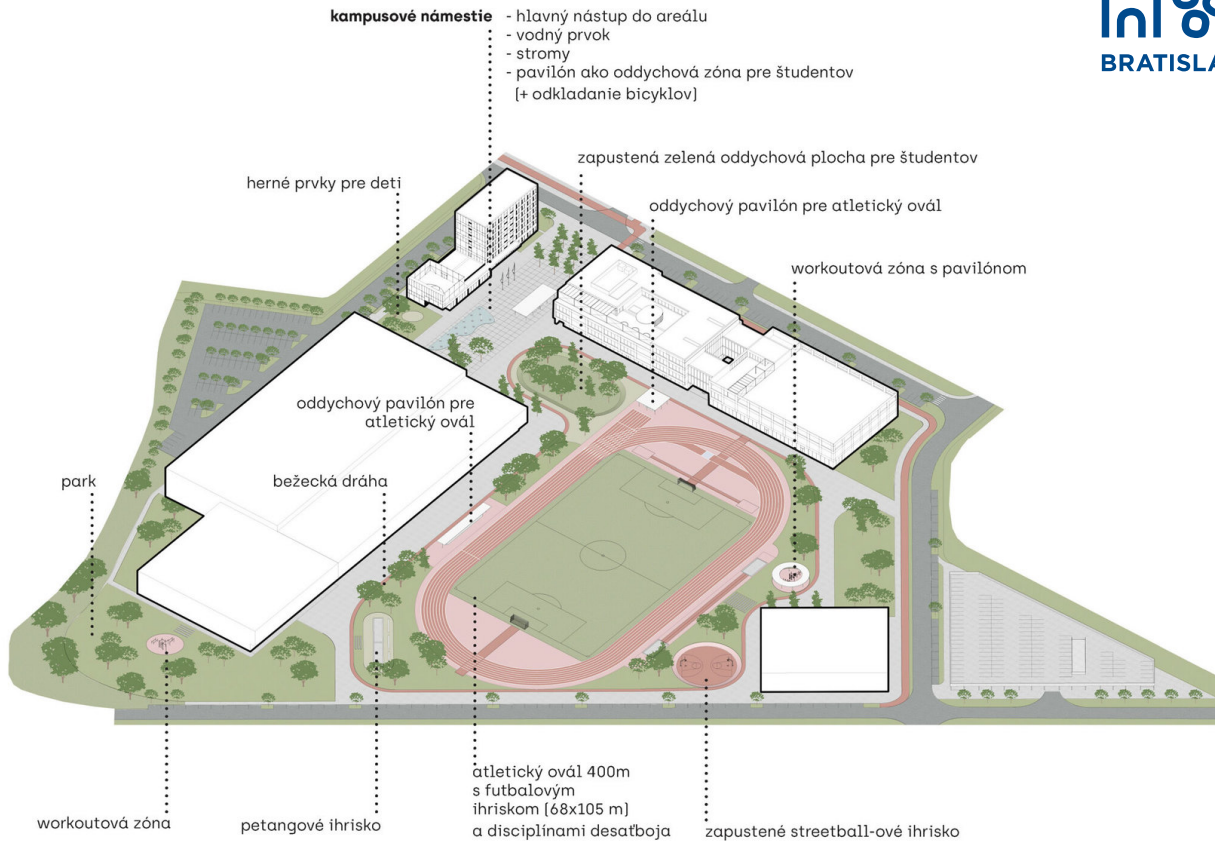 kampusové námestie - hlavný nástup do areálu
- vodný prvok
- stromy
- pavilón ako oddychová zóna pre študentov
(+ odkladanie bicyklov)
BRATISLA
zapustená zelená oddychová plocha pre študentov
herné prvky pre deti
oddychový pavilón pre atletický ovál
workoutová zóna s pavilónom
oddychový pavilón pre
atletický ovál
park
bežecká dráha
atletický ovál 400m
s futbalovým
ihriskom (68x105 m)
a disciplínami desaťboja
workoutová zóna
petangové ihrisko
zapustené streetball-ové ihrisko